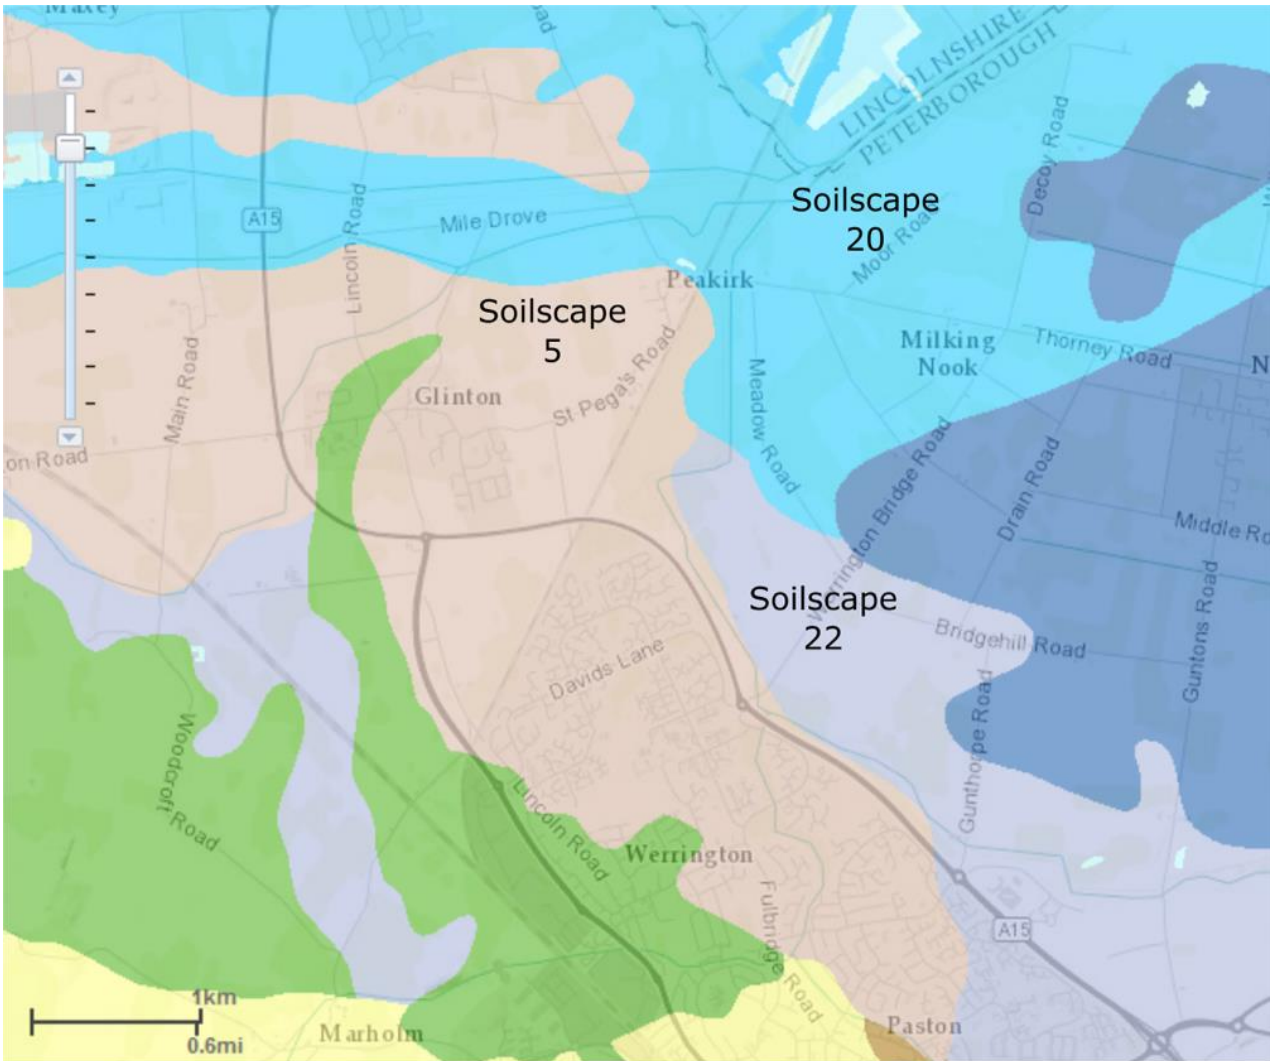 Maxey
oad
LINCOLNSHIRE
PETERBOROUGH
Decoy Road
Soilscape
20
A15
Lincoln Road
Mile Drove
Moor Road
Peakirk
Soilscape
5
Milking
Nook
Thorney Road
N
Main Road
Glinton
St Pega's Road
Meadow Road
on Road
Werrington Bridge Road
Drain Road
Middle Ro
Soilscape
22
Bridgehill Road
Guntons Road
Davids Lane
Gunthorpe Road
Woodcroft Road
Lincoln Road
Werrington
Fulbridge Road
A15
1km
0.6mi
Marholm
Paston